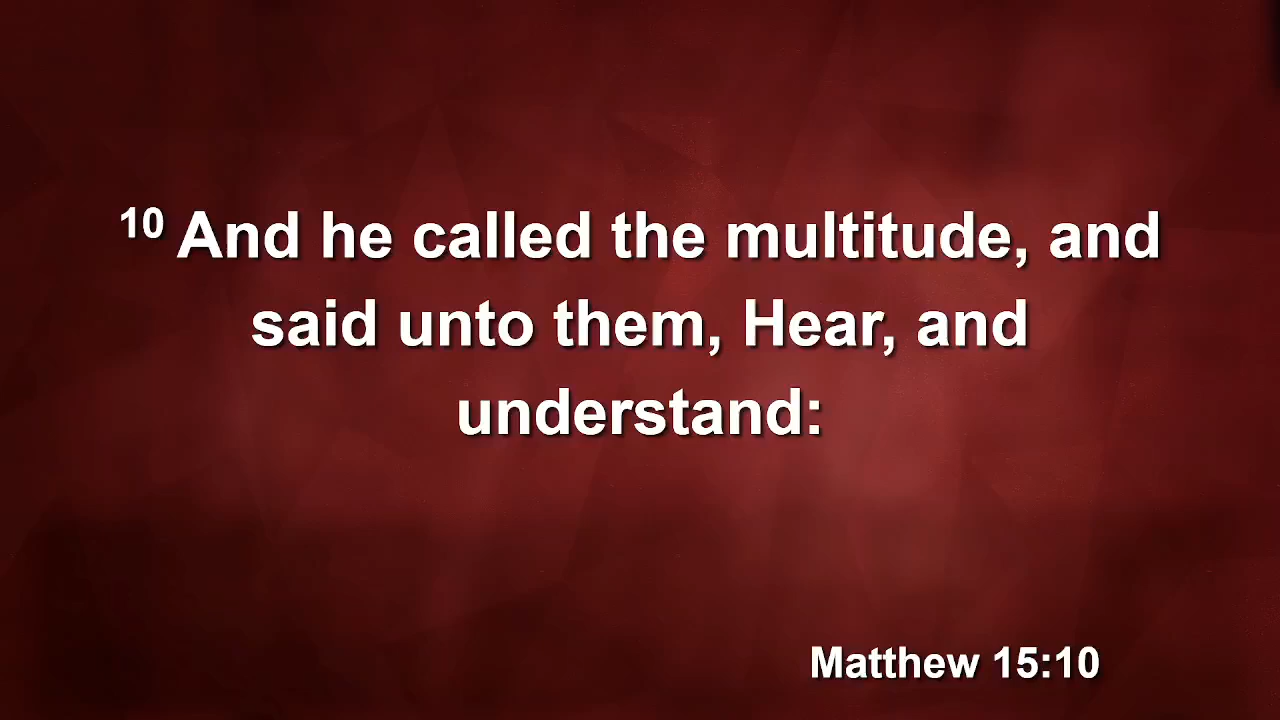 10 And he called the multitude, and
said unto them, Hear, and
understand:
Matthew 15:10